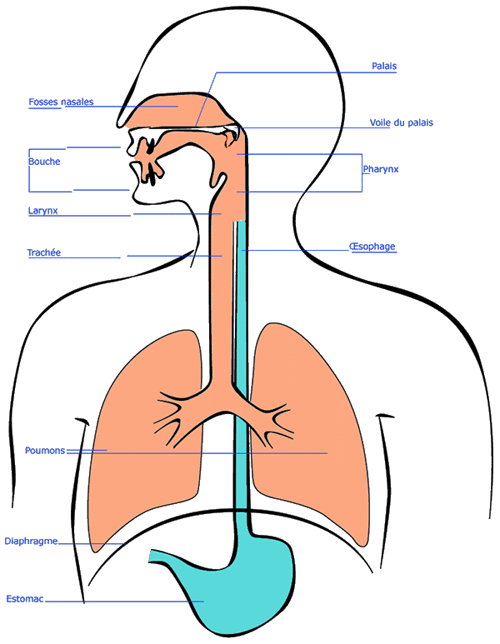 Palais
Fosses nasales
Voile du palais
Bouche
Pharynx
Larynx
Œsophage
Trachée
Poumons
Diaphragme
Estomac